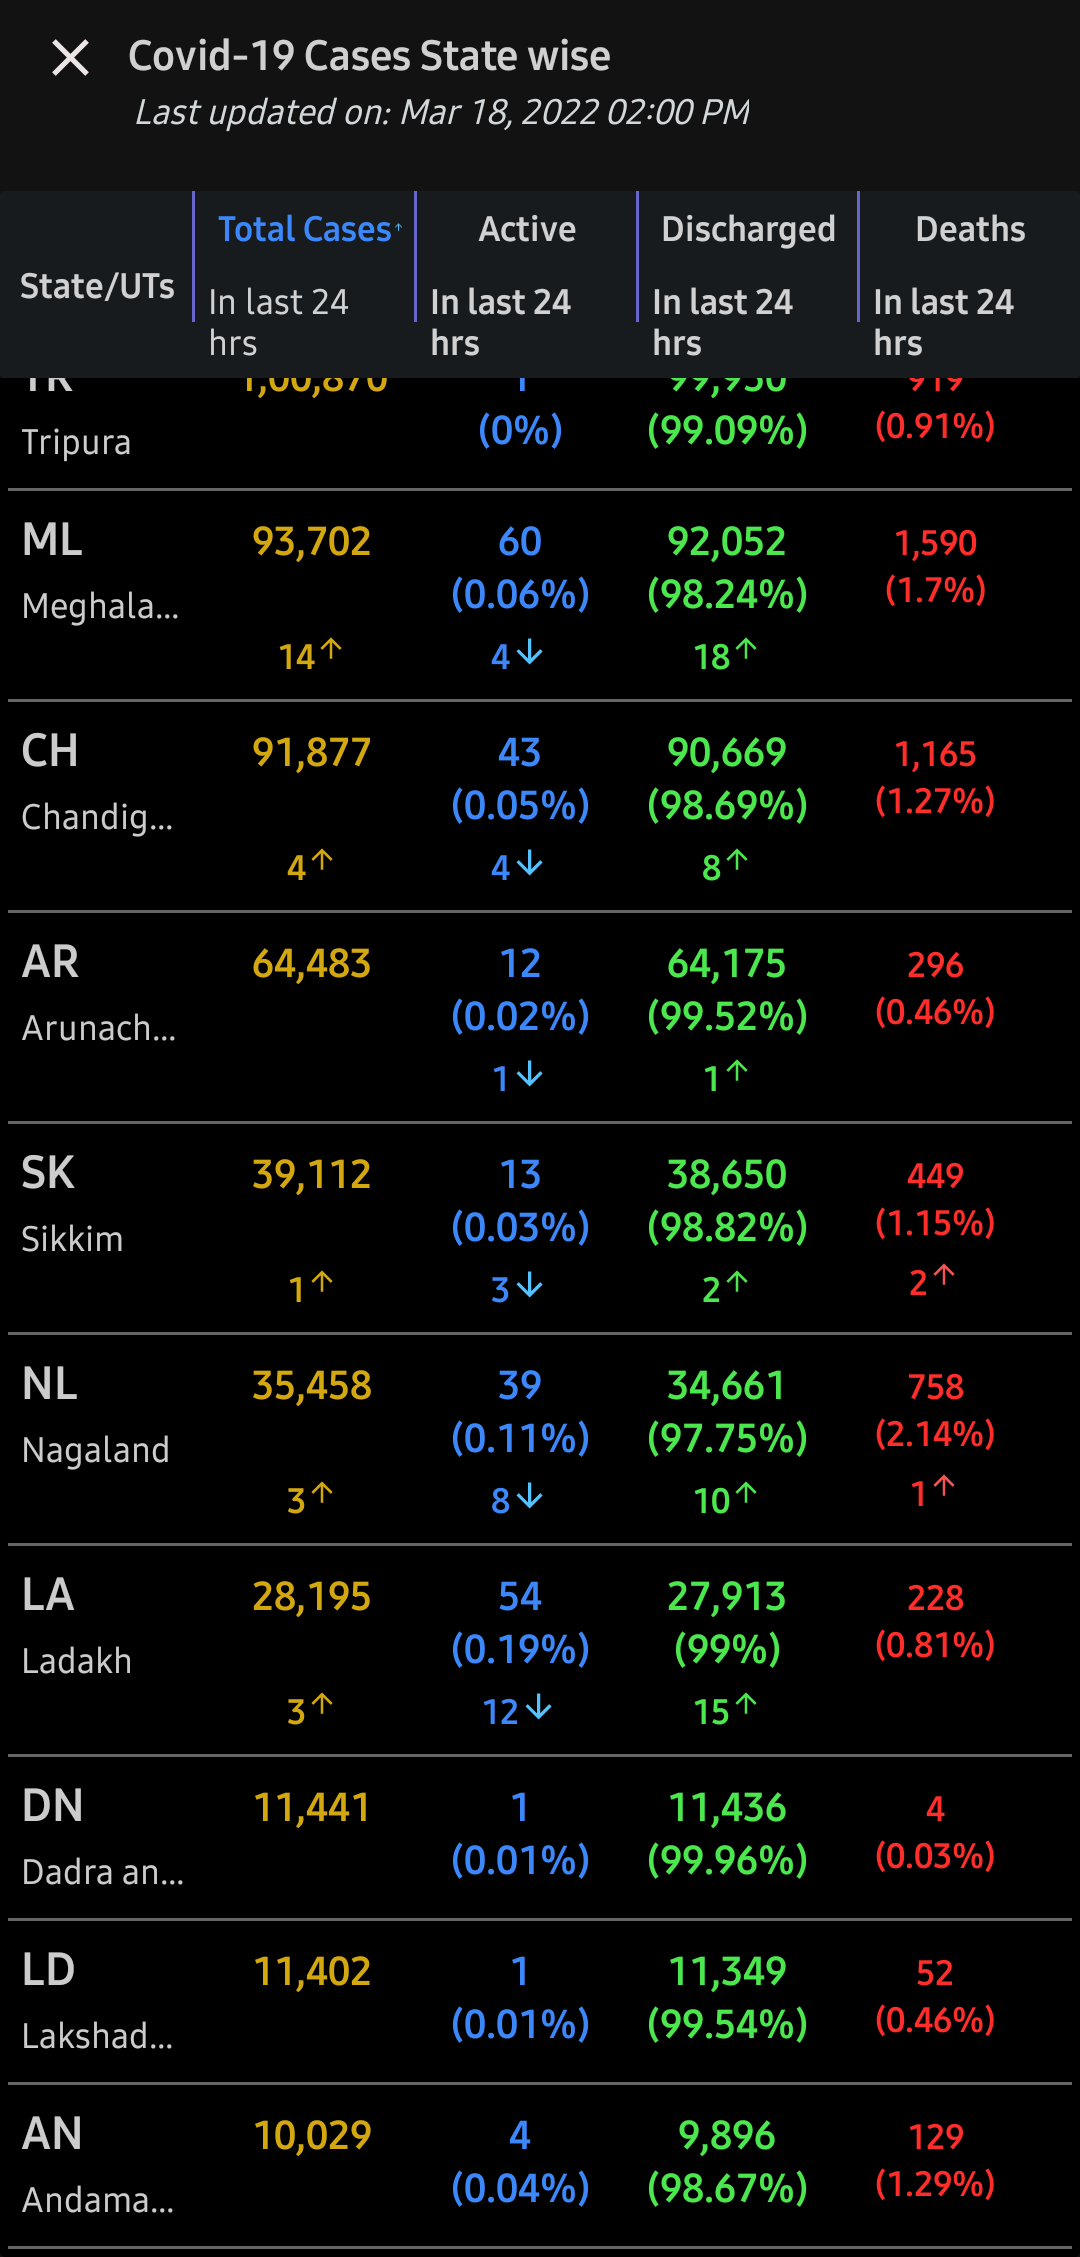 Covid-19 Cases State wise
Last updated on: Mar 18, 2022 02:00 PM
State/UTs
Total Cases↑
In last 24
hrs
Active
In last 24
hrs
Discharged
In last 24
hrs
Deaths
In last 24
hrs
TR 1,00,870 1 99,950 919
(0%) (99.09%) (0.91%)
Tripura
ML 93,702 60 92,052 1,590
(0.06%) (98.24%) (1.7%)
Meghala...
14↑ 4↓ 18↑
CH 91,877 43 90,669 1,165
(0.05%) (98.69%) (1.27%)
Chandig...
4↑ 4↓ 8↑
AR 64,483 12 64,175 296
(0.02%) (99.52%) (0.46%)
Arunach...
1↓ 1↑
SK 39,112 13 38,650 449
(0.03%) (98.82%) (1.15%)
Sikkim
1↑ 3↓ 2↑ 2↑
NL 35,458 39 34,661 758
(0.11%) (97.75%) (2.14%)
Nagaland
3↑ 8↓ 10↑ 1↑
LA 28,195 54 27,913 228
(0.19%) (99%) (0.81%)
Ladakh
3↑ 12↓ 15↑
DN 11,441 1 11,436 4
(0.01%) (99.96%) (0.03%)
Dadra an...
LD 11,402 1 11,349 52
(0.01%) (99.54%) (0.46%)
Lakshad...
AN 10,029 4 9,896 129
(0.04%) (98.67%) (1.29%)
Andama...